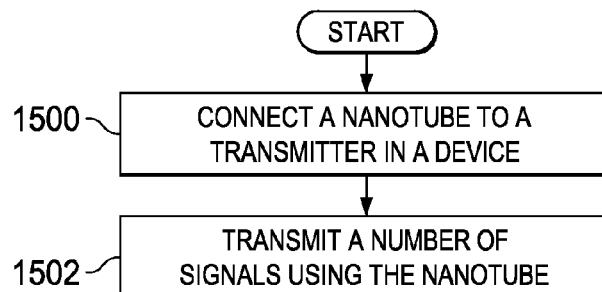 START
1500
CONNECT A NANOTUBE TO A
TRANSMITTER IN A DEVICE
1502
TRANSMIT A NUMBER OF
SIGNALS USING THE NANOTUBE